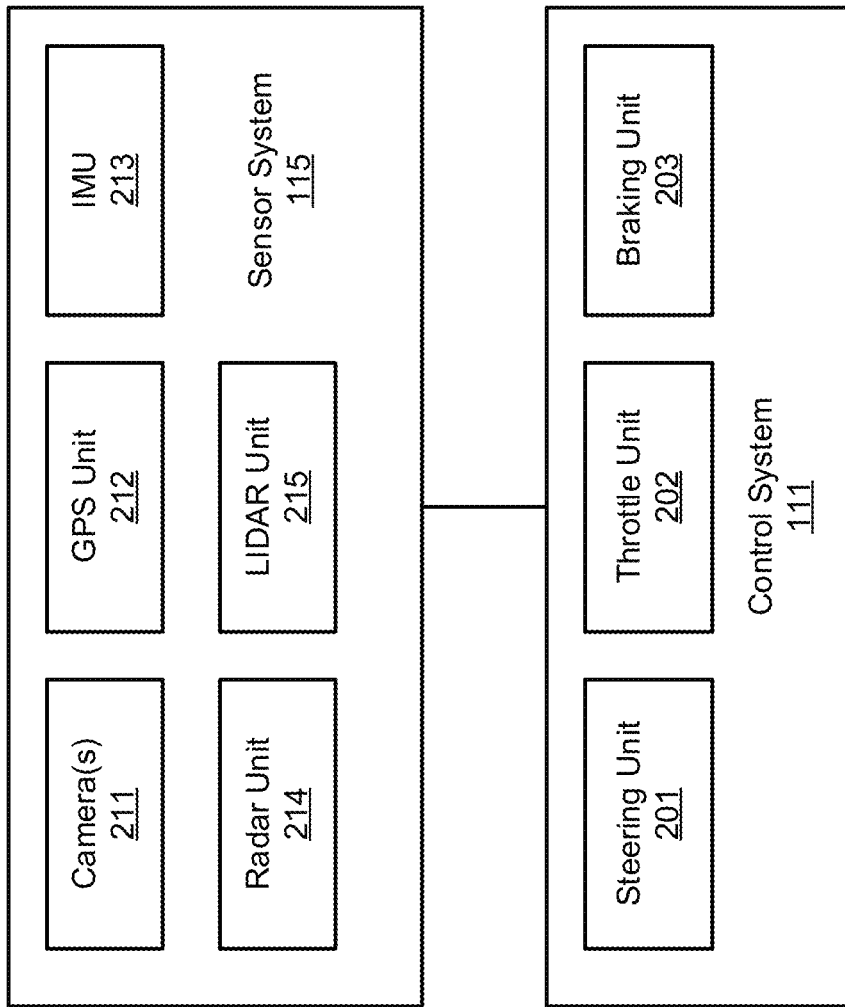 Camera(s)
211
GPS Unit
212
IMU
213
Radar Unit
214
LIDAR Unit
215
Sensor System
115
Steering Unit
201
Throttle Unit
202
Braking Unit
203
Control System
111